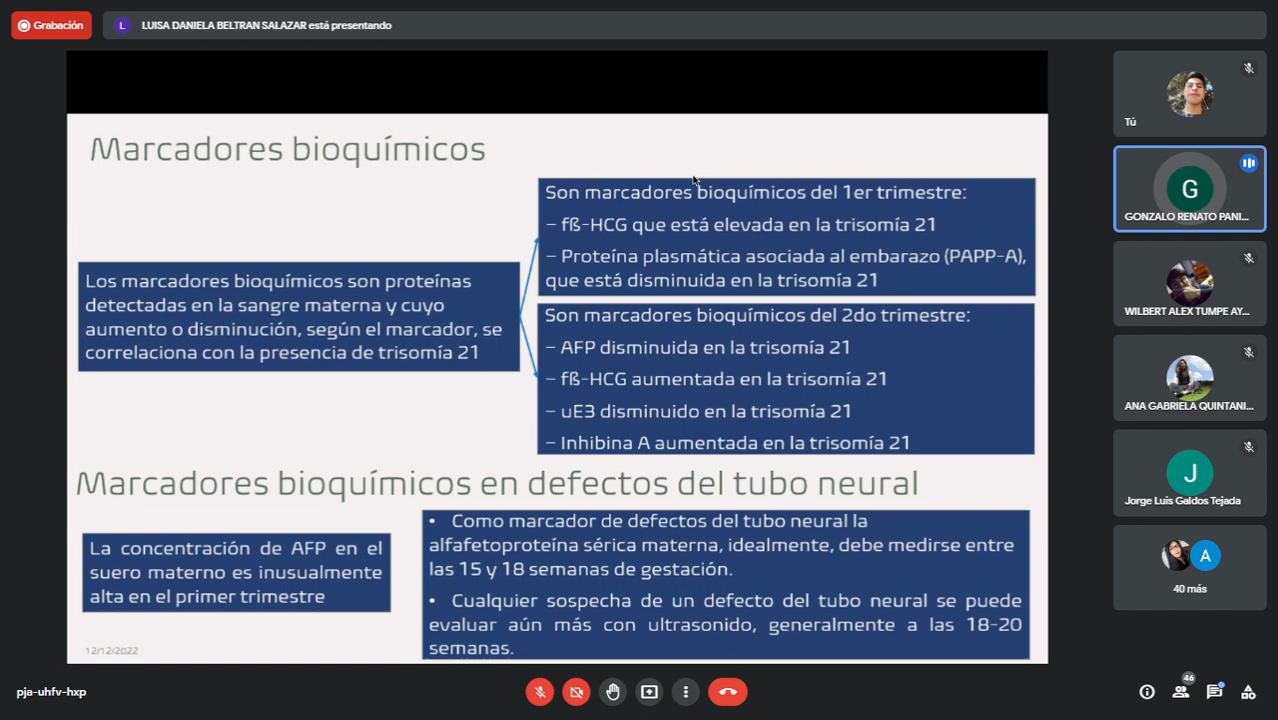 Grabación
L
LUISA DANIELA BELTRAN SALAZAR está presentando
Marcadores bioquímicos
Los marcadores bioquímicos son proteínas
detectadas en la sangre materna y cuyo
aumento o disminución, según el marcador, se
correlaciona con la presencia de trisomía 21
Son marcadores bioquímicos del 1er trimestre:
– fß-HCG que está elevada en la trisomía 21
– Proteína plasmática asociada al embarazo (PAPP-A),
que está disminuida en la trisomía 21
Son marcadores bioquímicos del 2do trimestre:
– AFP disminuida en la trisomía 21
– fß-HCG aumentada en la trisomía 21
– uE3 disminuido en la trisomía 21
– Inhibina A aumentada en la trisomía 21
Marcadores bioquímicos en defectos del tubo neural
La concentración de AFP en el
suero materno es inusualmente
alta en el primer trimestre
• Como marcador de defectos del tubo neural la
alfafetoproteína sérica materna, idealmente, debe medirse entre
las 15 y 18 semanas de gestación.
• Cualquier sospecha de un defecto del tubo neural se puede
evaluar aún más con ultrasonido, generalmente a las 18-20
semanas.
12/12/2022
Tú
G
GONZALO RENATO PANI...
WILBERT ALEX TUMPE AY...
ANA GABRIELA QUINTANI...
J
Jorge Luis Galdos Tejada
A
40 más
pja-uhfv-hxp
46